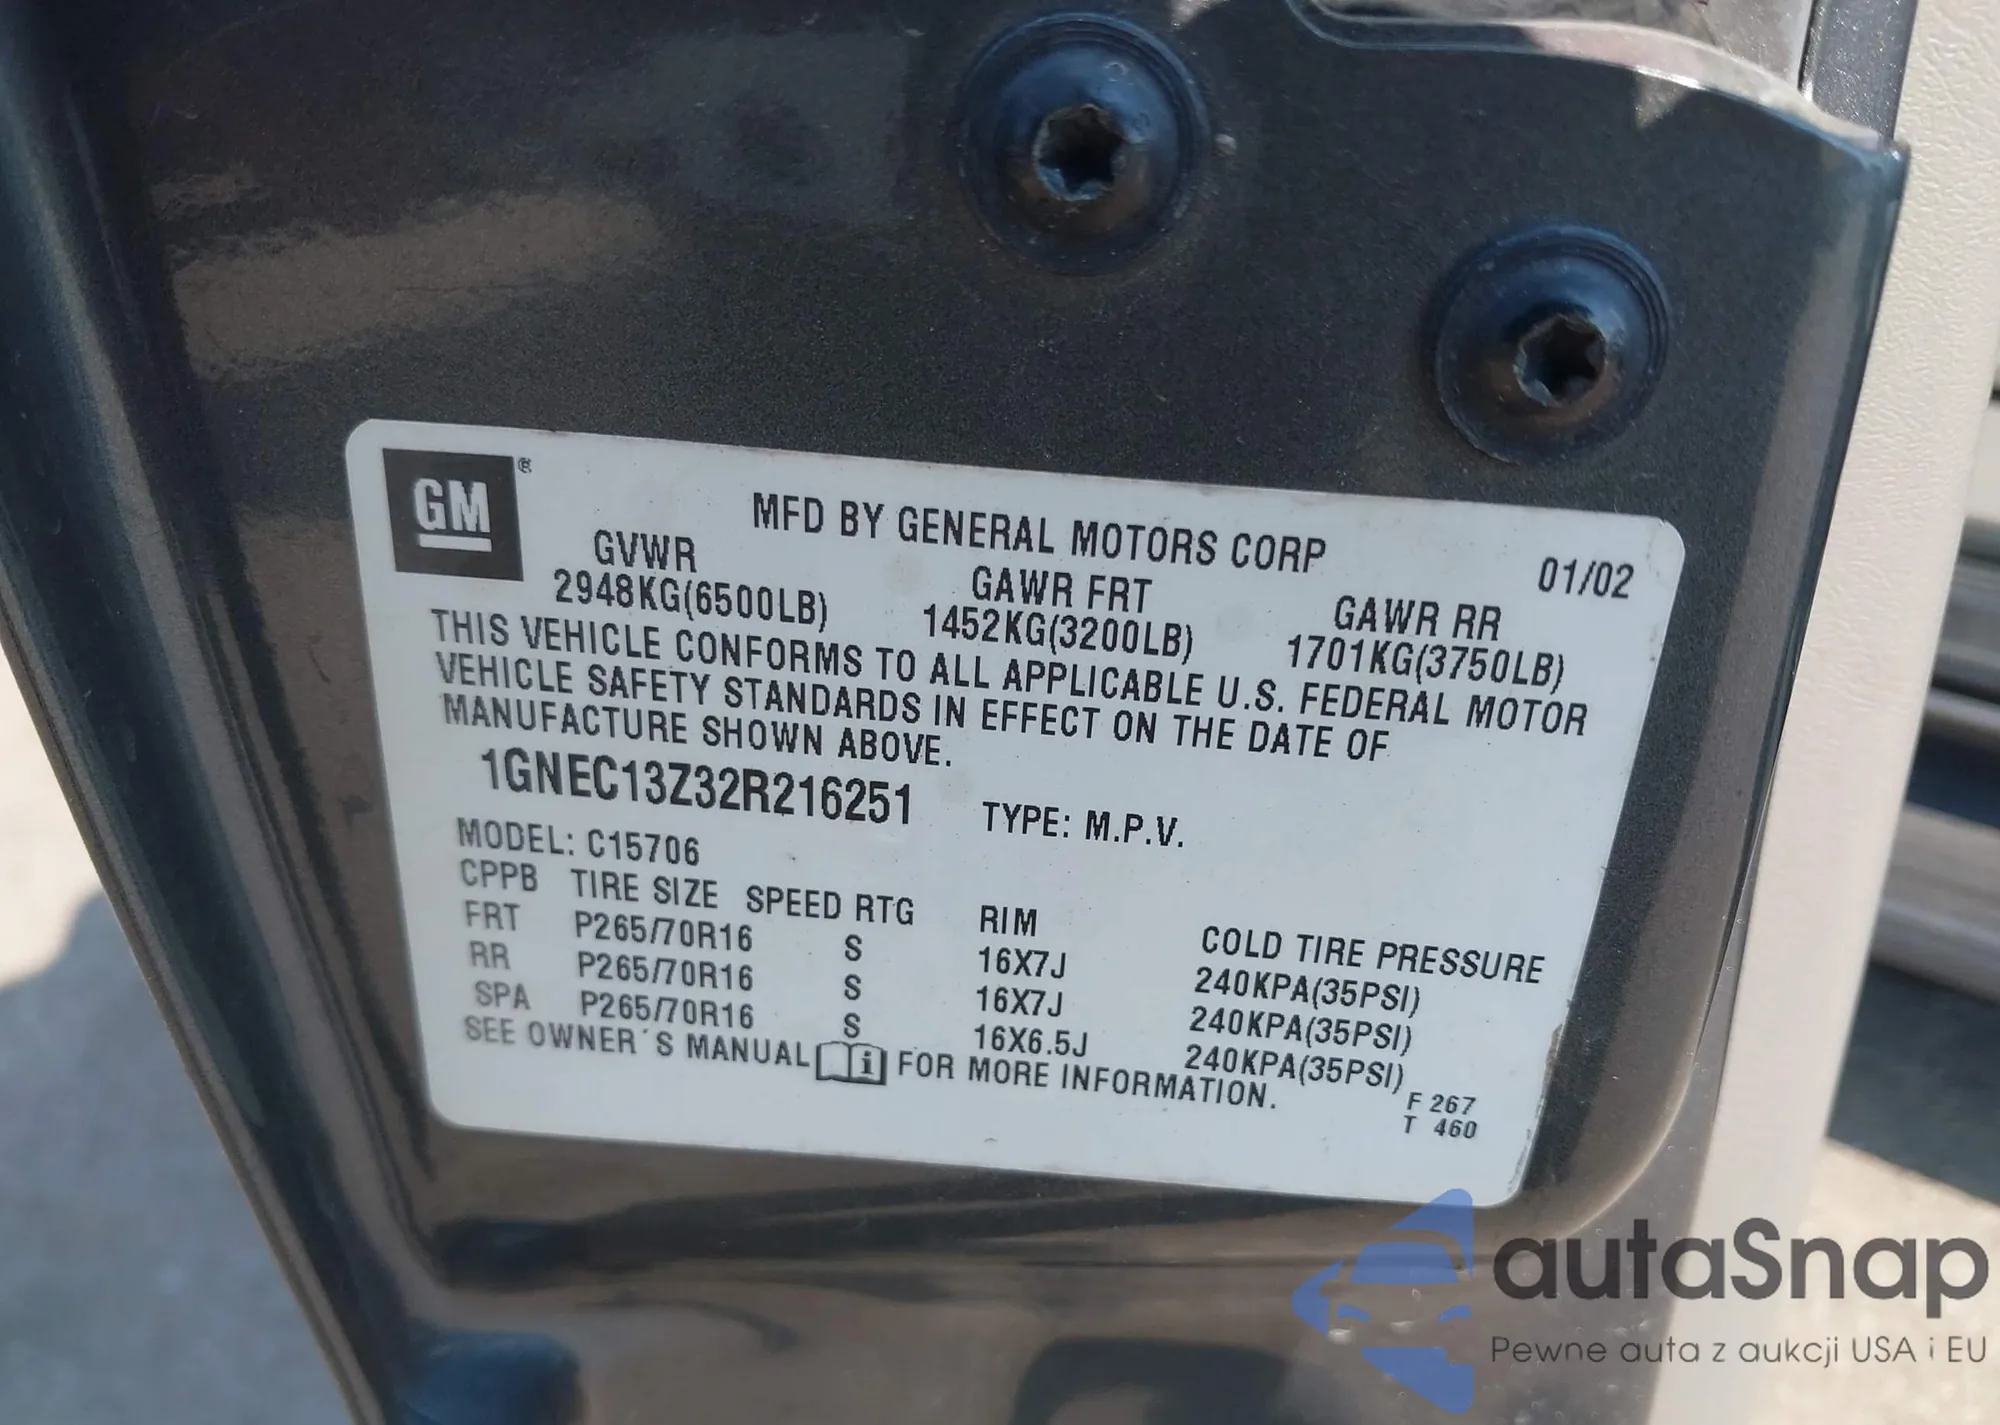 GM ®
MFD BY GENERAL MOTORS CORP 01/02
GVWR GAWR FRT GAWR RR
2948KG(6500LB) 1452KG(3200LB) 1701KG(3750LB)
THIS VEHICLE CONFORMS TO ALL APPLICABLE U.S. FEDERAL MOTOR
VEHICLE SAFETY STANDARDS IN EFFECT ON THE DATE OF
MANUFACTURE SHOWN ABOVE.
1GNEC13Z32R216251 TYPE: M.P.V.
MODEL: C15706
CPPB TIRE SIZE SPEED RTG RIM COLD TIRE PRESSURE
FRT P265/70R16 S 16X7J 240KPA(35PSI)
RR P265/70R16 S 16X7J 240KPA(35PSI)
SPA P265/70R16 S 16X6.5J 240KPA(35PSI)
SEE OWNER´S MANUAL i FOR MORE INFORMATION.
F 267
T 460
autaSnap
Pewne auta z aukcji USA i EU